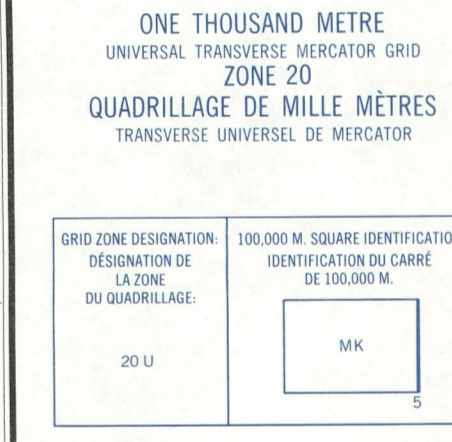 ONE THOUSAND METRE
UNIVERSAL TRANSVERSE MERCATOR GRID
ZONE 20
QUADRILLAGE DE MILLE MÈTRES
TRANSVERSE UNIVERSEL DE MERCATOR
GRID ZONE DESIGNATION:
DÉSIGNATION DE
LA ZONE
DU QUADRILLAGE:
20 U
100,000 M. SQUARE IDENTIFICATIO
IDENTIFICATION DU CARRÉ
DE 100,000 M.
MK
5